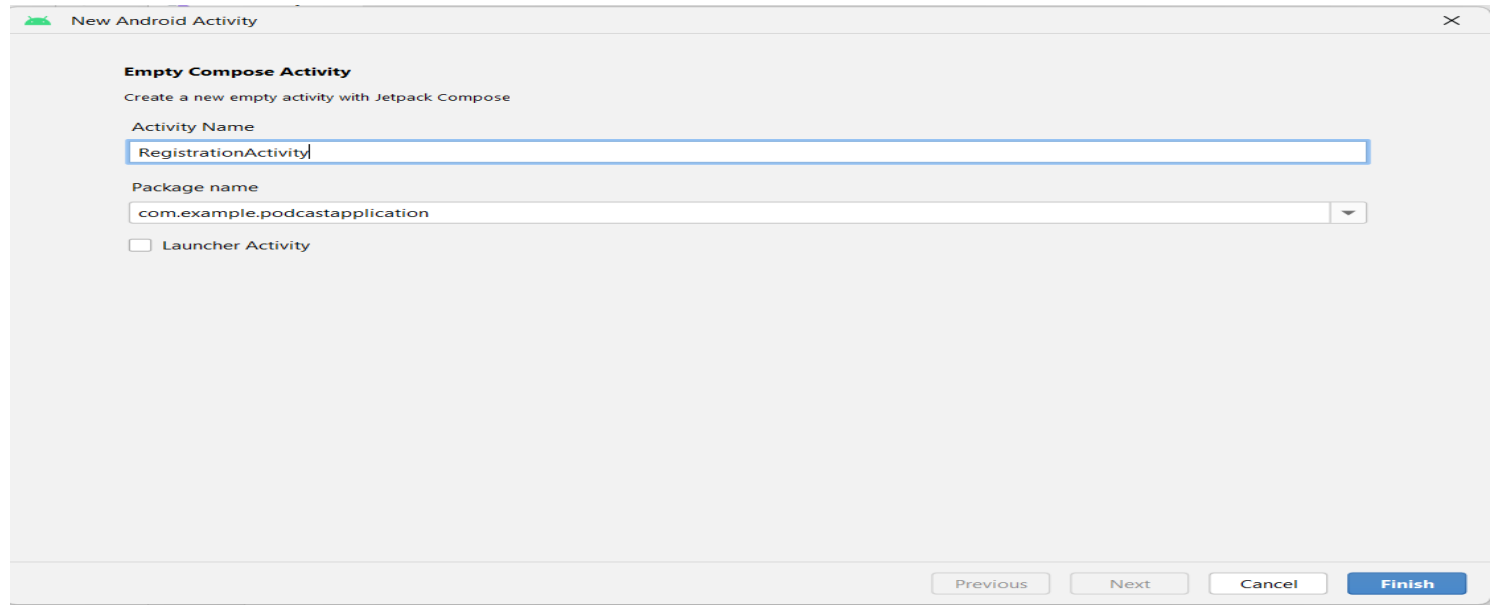 New Android Activity
Empty Compose Activity
Create a new empty activity with Jetpack Compose
Activity Name
RegistrationActivity
Package name
com.example.podcastapplication
Launcher Activity
Previous Next Cancel Finish